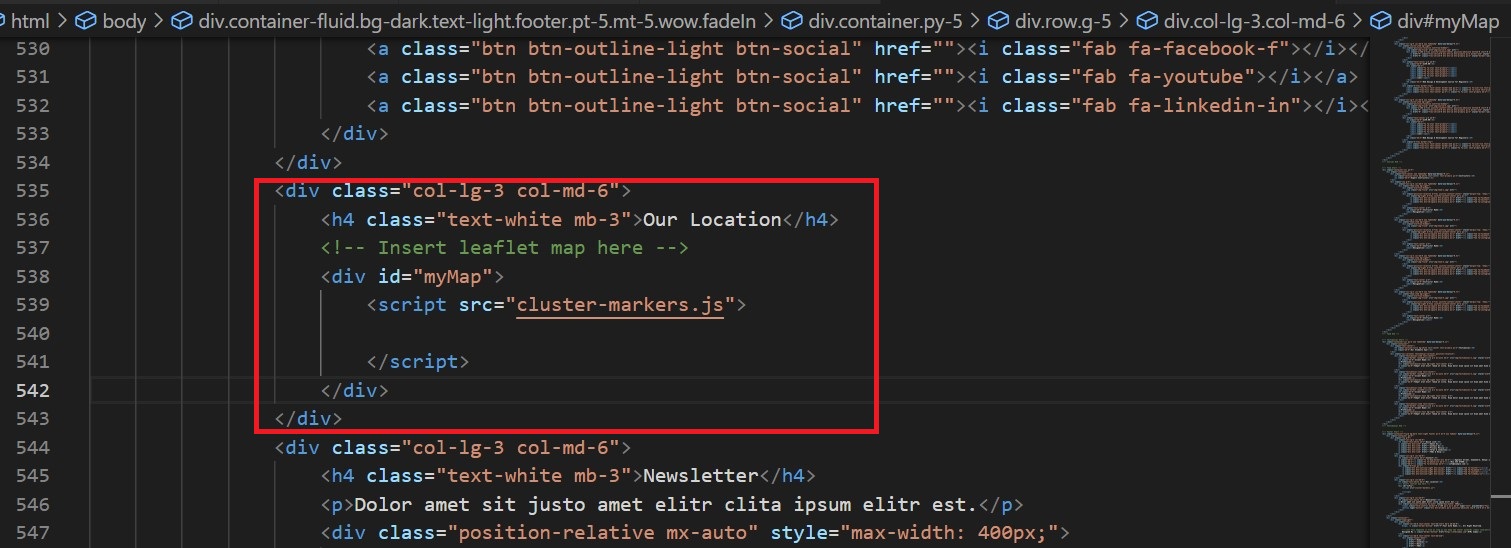 html > body > div.container-fluid.bg-dark.text-light.footer.pt-5.mt-5.wow.fadeIn > div.container.py-5 > div.row.g-5 > div.col-lg-3.col-md-6 > div#myMap
530 <a class="btn btn-outline-light btn-social" href=""><i class="fab fa-facebook-f"></i></
531 <a class="btn btn-outline-light btn-social" href=""><i class="fab fa-youtube"></i></a>
532 <a class="btn btn-outline-light btn-social" href=""><i class="fab fa-linkedin-in"></i><
533 </div>
534 </div>
535 <div class="col-lg-3 col-md-6">
536 <h4 class="text-white mb-3">Our Location</h4>
537 <!-- Insert leaflet map here -->
538 <div id="myMap">
539 <script src="cluster-markers.js">
540
541 </script>
542 </div>
543 </div>
544 <div class="col-lg-3 col-md-6">
545 <h4 class="text-white mb-3">Newsletter</h4>
546 <p>Dolor amet sit justo amet elitr clita ipsum elitr est.</p>
547 <div class="position-relative mx-auto" style="max-width: 400px;">